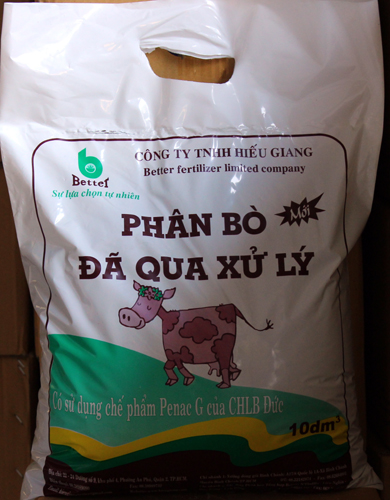 CÔNG TY TNHH HIẾU GIANG
Better fertilizer limited company
Better
Sự lựa chọn tự nhiên
PHÂN BÒ
Mới
ĐÃ QUA XỬ LÝ
Có sử dụng chế phẩm Penac G của CHLB Đức
10dm³